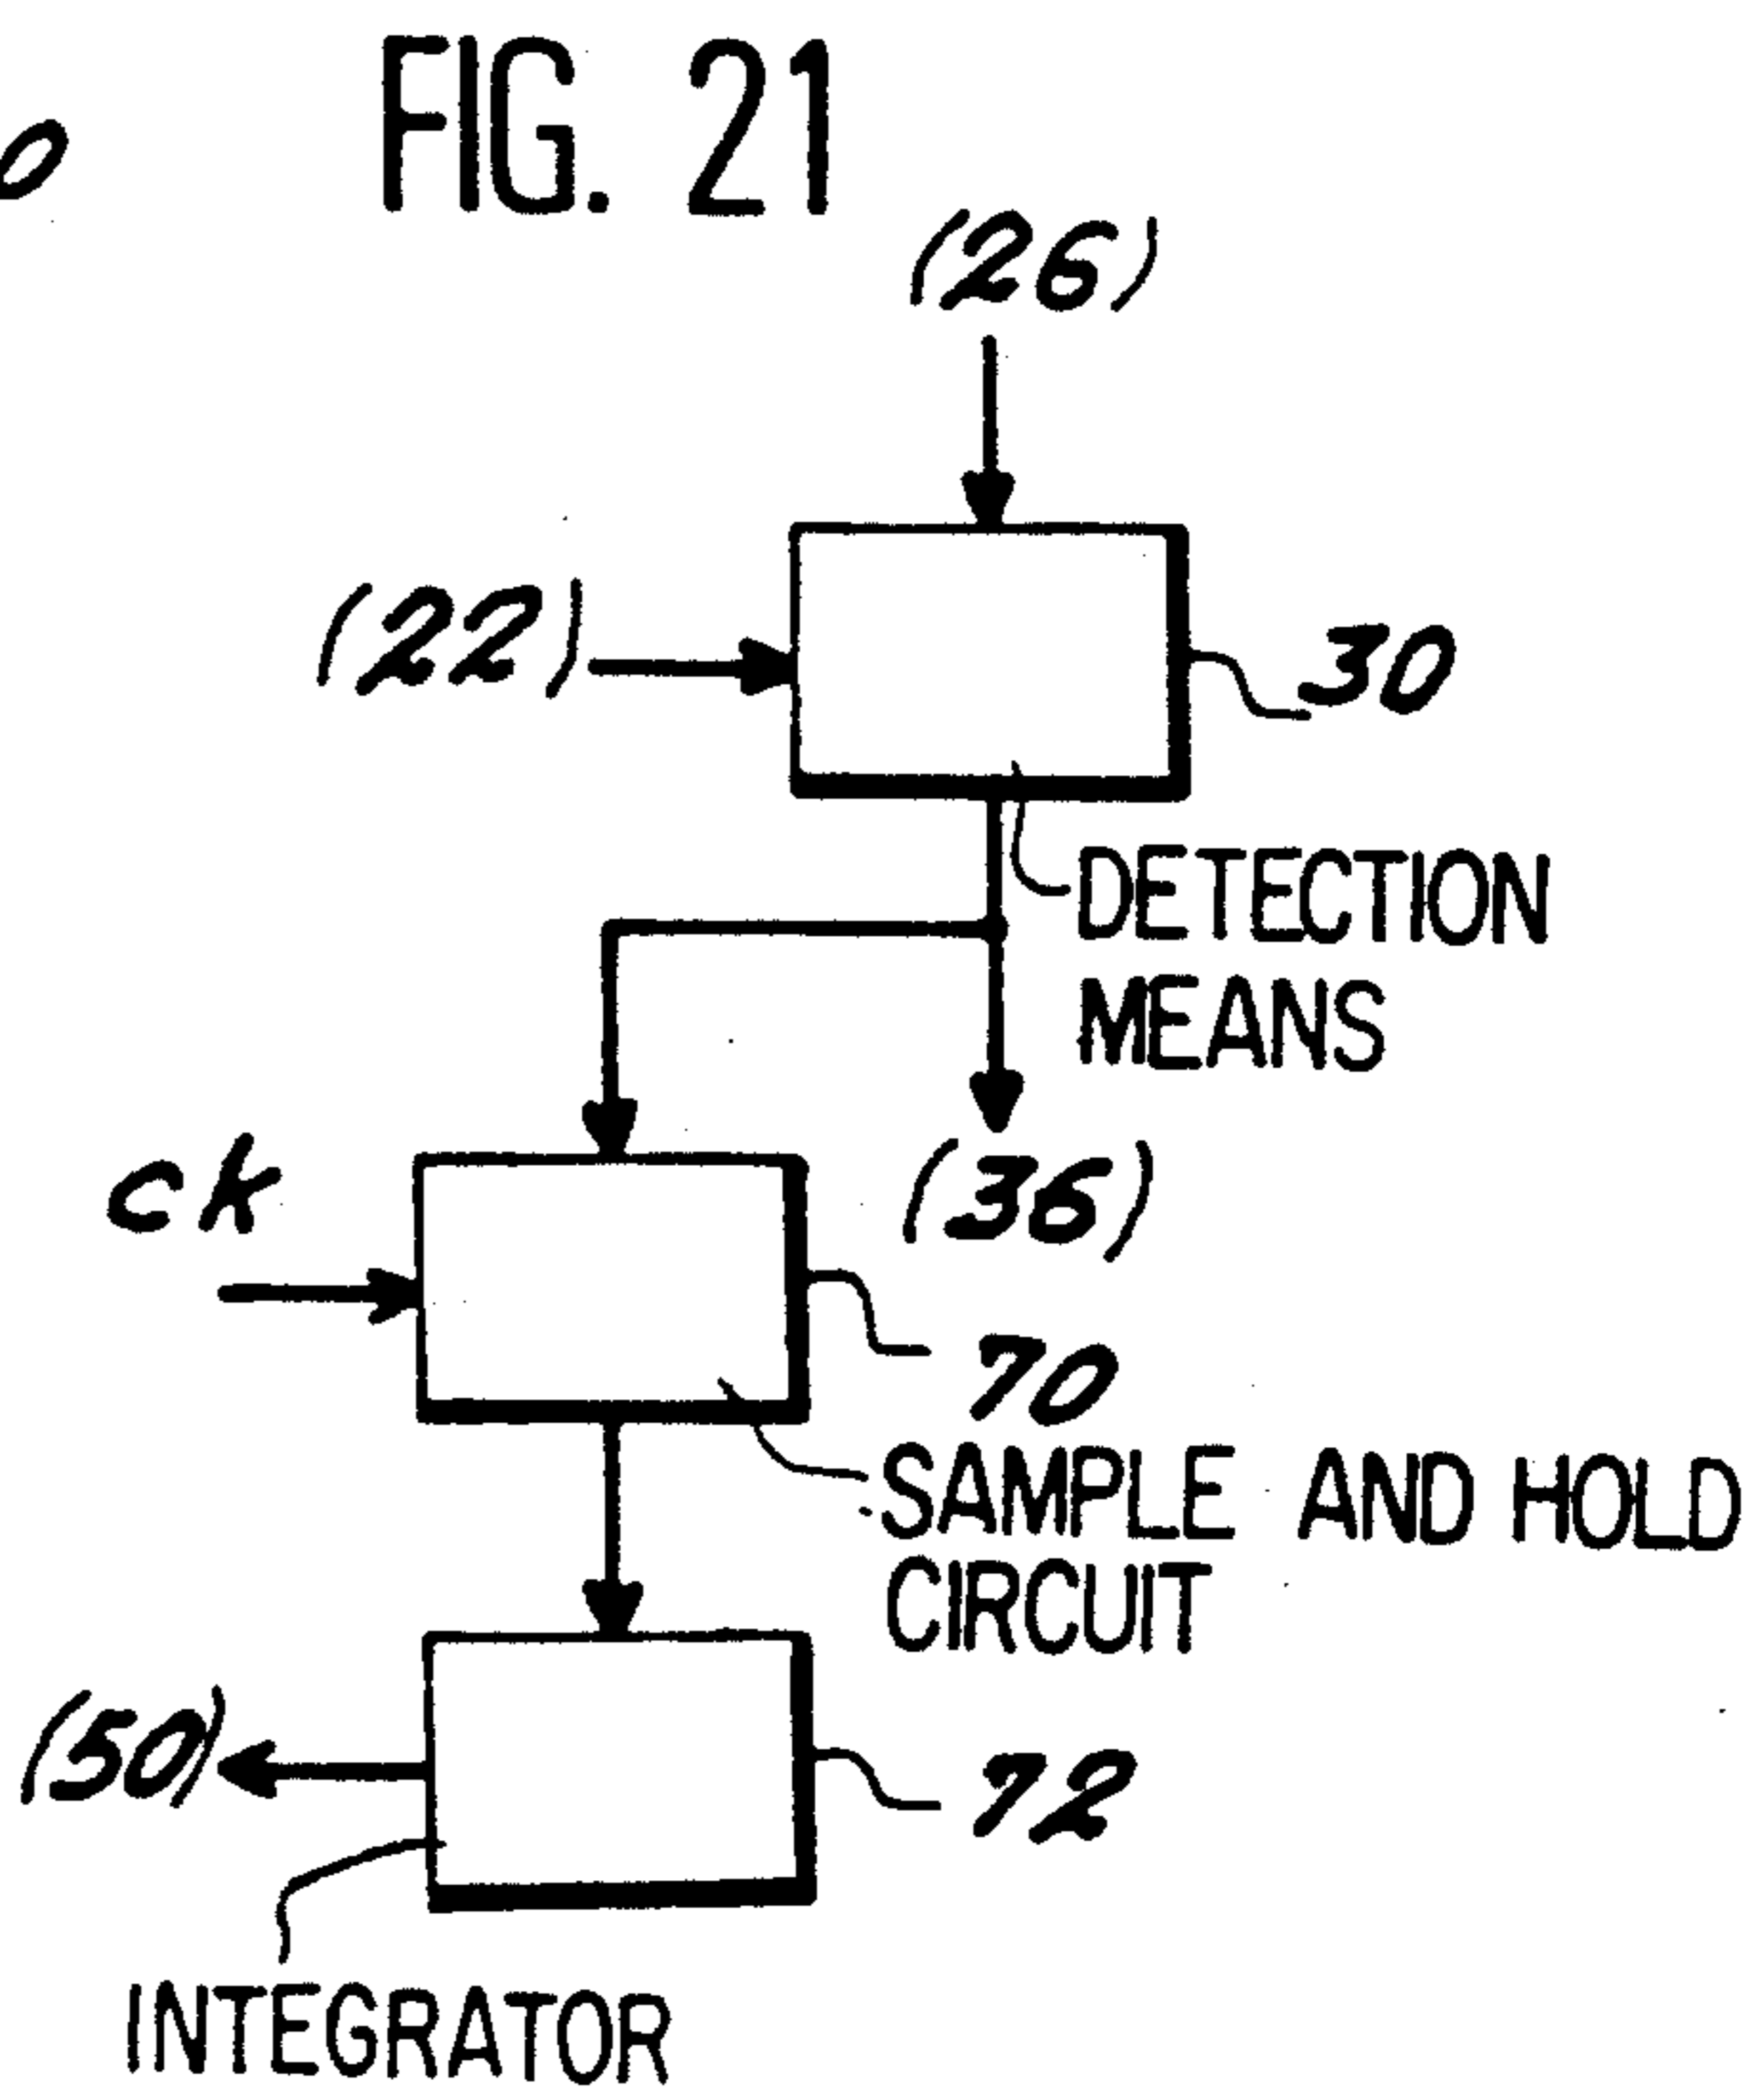 FIG. 21
(26)
(22)
30
DETECTION
MEANS
ck
(36)
70
SAMPLE AND HOLD
CIRCUIT
(50)
72
INTEGRATOR